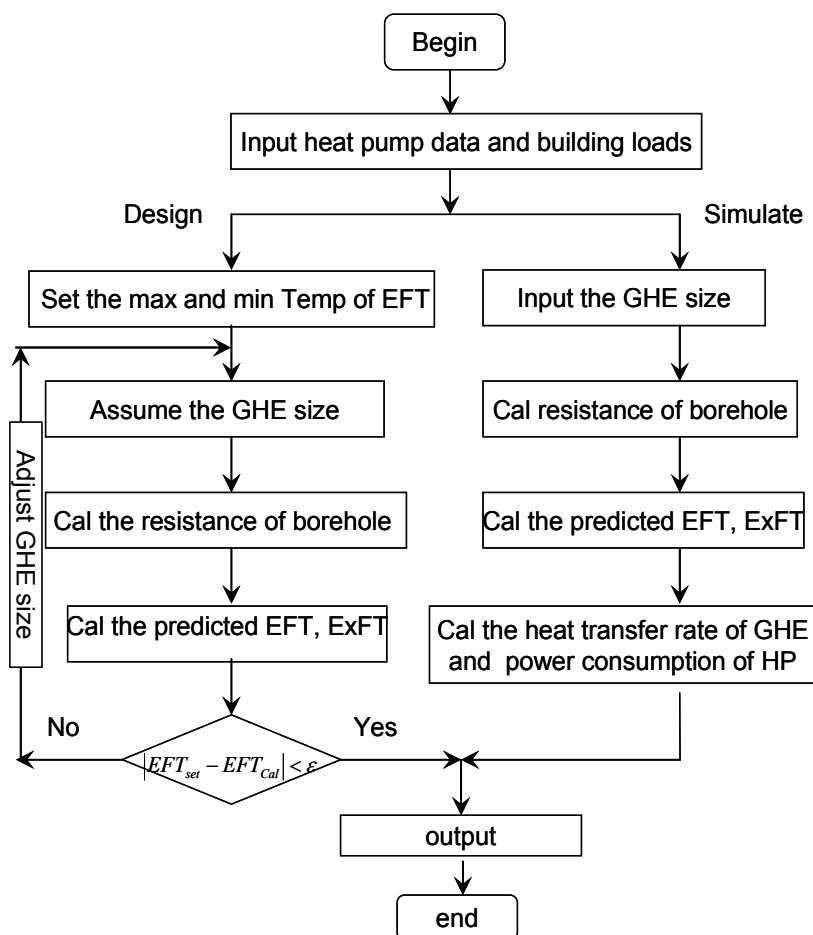 Begin
Input heat pump data and building loads
Design
Simulate
Set the max and min Temp of EFT
Input the GHE size
Assume the GHE size
Cal resistance of borehole
Adjust GHE size
Cal the resistance of borehole
Cal the predicted EFT, ExFT
Cal the predicted EFT, ExFT
Cal the heat transfer rate of GHE
and power consumption of HP
No
Yes
|EFT_set − EFT_Cal| < ε
output
end